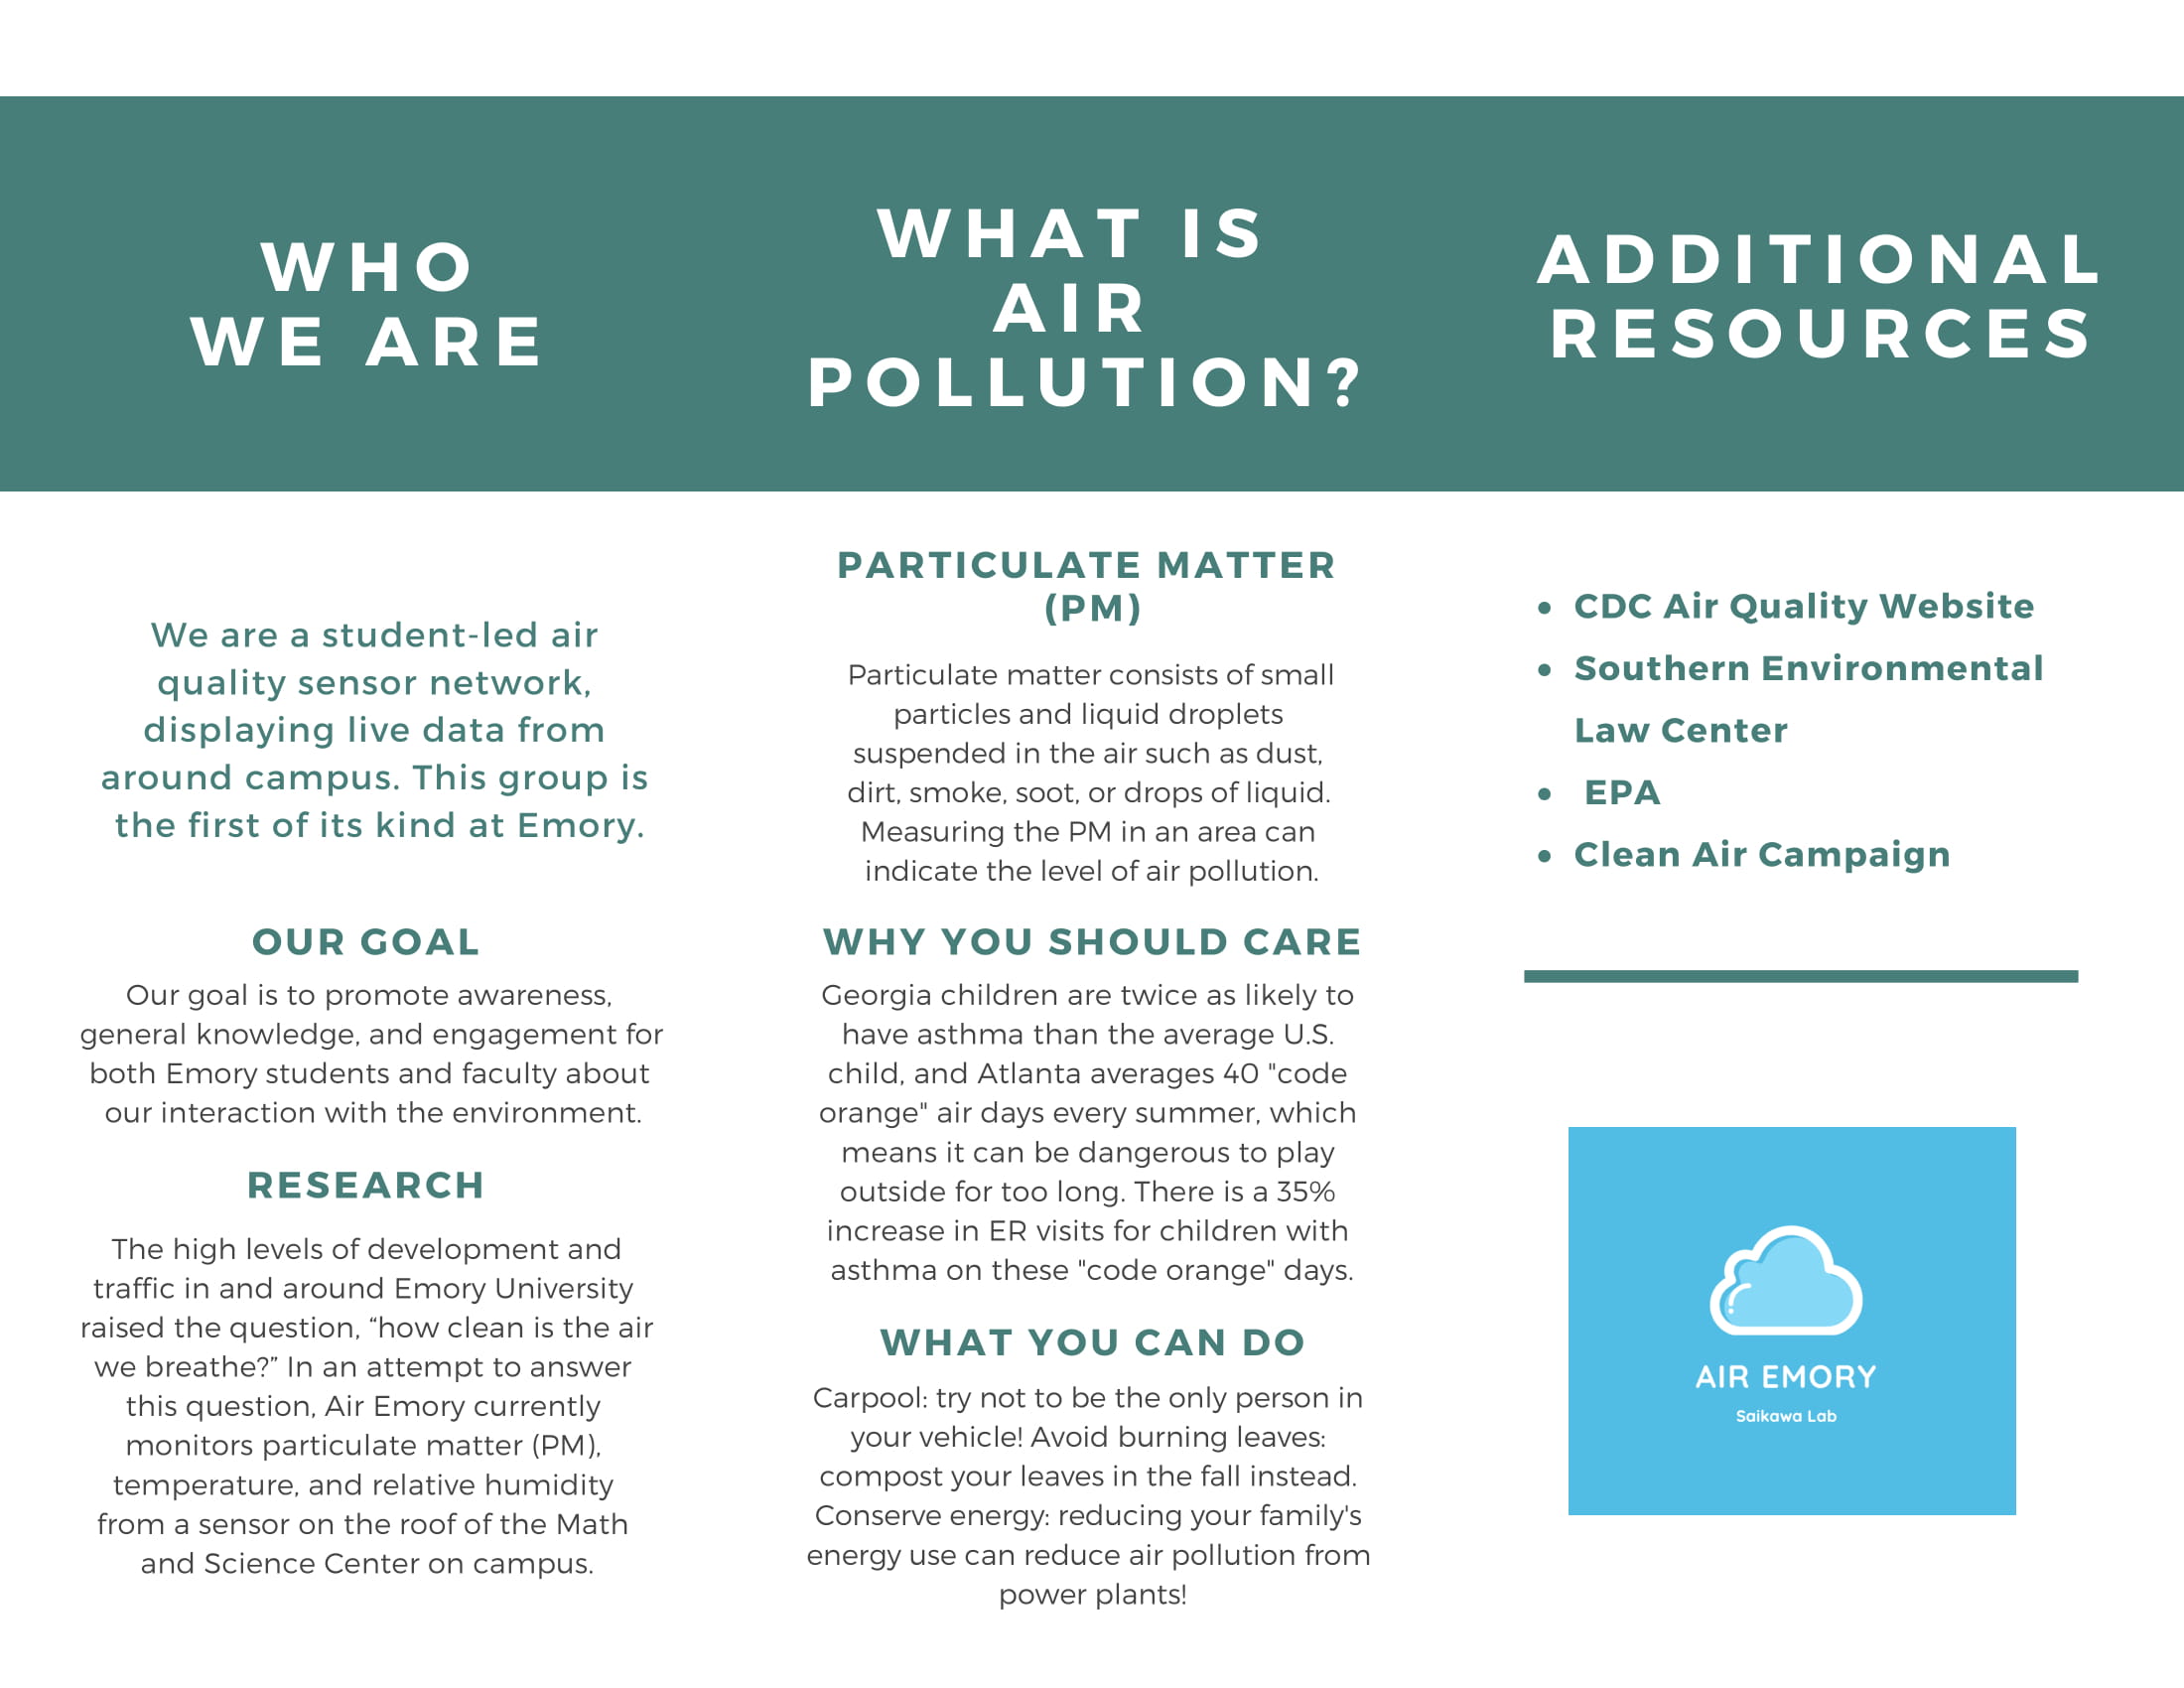 WHO
WE ARE
We are a student-led air
quality sensor network,
displaying live data from
around campus. This group is
the first of its kind at Emory.
OUR GOAL
Our goal is to promote awareness,
general knowledge, and engagement for
both Emory students and faculty about
our interaction with the environment.
RESEARCH
The high levels of development and
traffic in and around Emory University
raised the question, “how clean is the air
we breathe?” In an attempt to answer
this question, Air Emory currently
monitors particulate matter (PM),
temperature, and relative humidity
from a sensor on the roof of the Math
and Science Center on campus.
WHAT IS
AIR
POLLUTION?
PARTICULATE MATTER
(PM)
Particulate matter consists of small
particles and liquid droplets
suspended in the air such as dust,
dirt, smoke, soot, or drops of liquid.
Measuring the PM in an area can
indicate the level of air pollution.
WHY YOU SHOULD CARE
Georgia children are twice as likely to
have asthma than the average U.S.
child, and Atlanta averages 40 "code
orange" air days every summer, which
means it can be dangerous to play
outside for too long. There is a 35%
increase in ER visits for children with
asthma on these "code orange" days.
WHAT YOU CAN DO
Carpool: try not to be the only person in
your vehicle! Avoid burning leaves:
compost your leaves in the fall instead.
Conserve energy: reducing your family's
energy use can reduce air pollution from
power plants!
ADDITIONAL
RESOURCES
• CDC Air Quality Website
• Southern Environmental
Law Center
• EPA
• Clean Air Campaign
AIR EMORY
Saikawa Lab